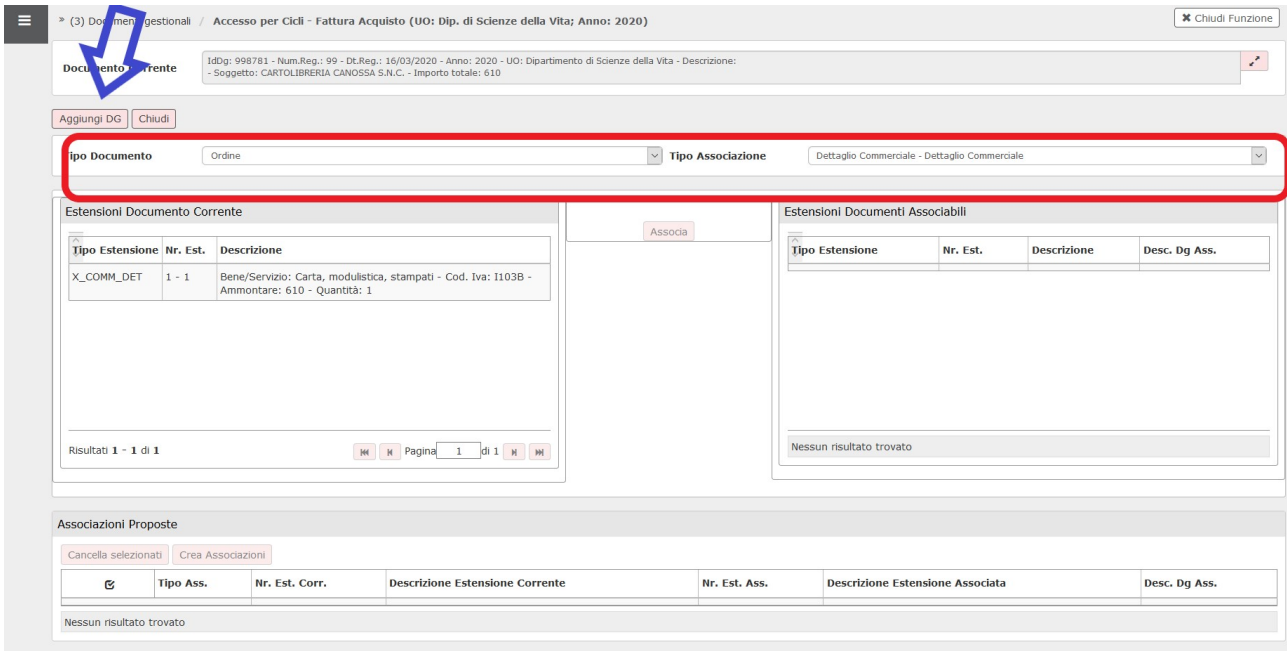 » (3) Documenti gestionali / Accesso per Cicli - Fattura Acquisto (UO: Dip. di Scienze della Vita; Anno: 2020)
✖ Chiudi Funzione
Documento Corrente
IdDg: 998781 - Num.Reg.: 99 - Dt.Reg.: 16/03/2020 - Anno: 2020 - UO: Dipartimento di Scienze della Vita - Descrizione:
- Soggetto: CARTOLIBRERIA CANOSSA S.N.C. - Importo totale: 610
Aggiungi DG Chiudi
Tipo Documento Ordine Tipo Associazione Dettaglio Commerciale - Dettaglio Commerciale
Estensioni Documento Corrente
Tipo Estensione Nr. Est. Descrizione
X_COMM_DET 1 - 1 Bene/Servizio: Carta, modulistica, stampati - Cod. Iva: I103B -
Ammontare: 610 - Quantità: 1
Risultati 1 - 1 di 1 Pagina 1 di 1
Associa
Estensioni Documenti Associabili
Tipo Estensione Nr. Est. Descrizione Desc. Dg Ass.
Nessun risultato trovato
Associazioni Proposte
Cancella selezionati Crea Associazioni
Tipo Ass. Nr. Est. Corr. Descrizione Estensione Corrente Nr. Est. Ass. Descrizione Estensione Associata Desc. Dg Ass.
Nessun risultato trovato